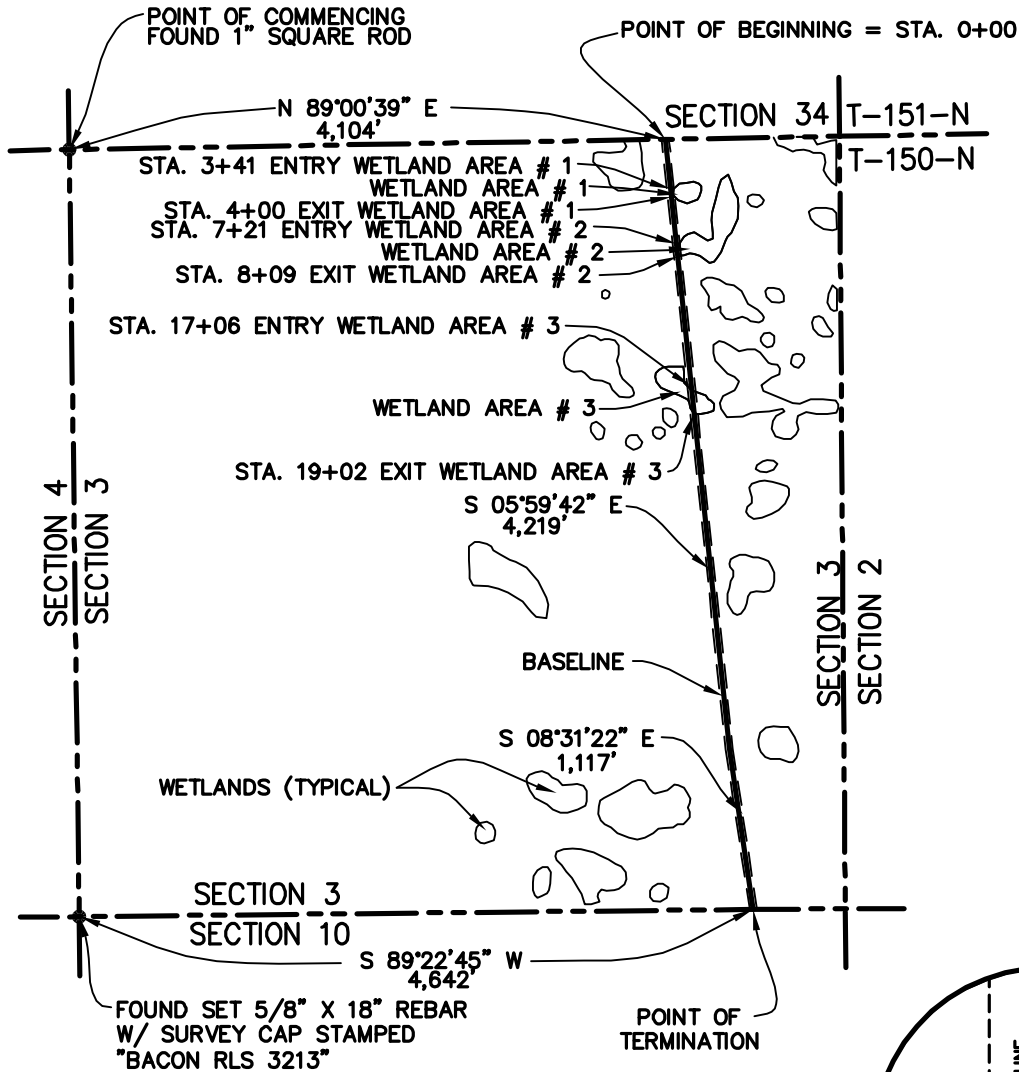 POINT OF COMMENCING
FOUND 1" SQUARE ROD
POINT OF BEGINNING = STA. 0+00
N 89°00'39" E
4,104'
SECTION 34
T-151-N
T-150-N
STA. 3+41 ENTRY WETLAND AREA # 1
WETLAND AREA # 1
STA. 4+00 EXIT WETLAND AREA # 1
STA. 7+21 ENTRY WETLAND AREA # 2
WETLAND AREA # 2
STA. 8+09 EXIT WETLAND AREA # 2
STA. 17+06 ENTRY WETLAND AREA # 3
WETLAND AREA # 3
STA. 19+02 EXIT WETLAND AREA # 3
SECTION 4
SECTION 3
S 05°59'42" E
4,219'
SECTION 3
SECTION 2
BASELINE
S 08°31'22" E
1,117'
WETLANDS (TYPICAL)
SECTION 3
SECTION 10
S 89°22'45" W
4,642'
FOUND SET 5/8" X 18" REBAR
W/ SURVEY CAP STAMPED
"BACON RLS 3213"
POINT OF
TERMINATION